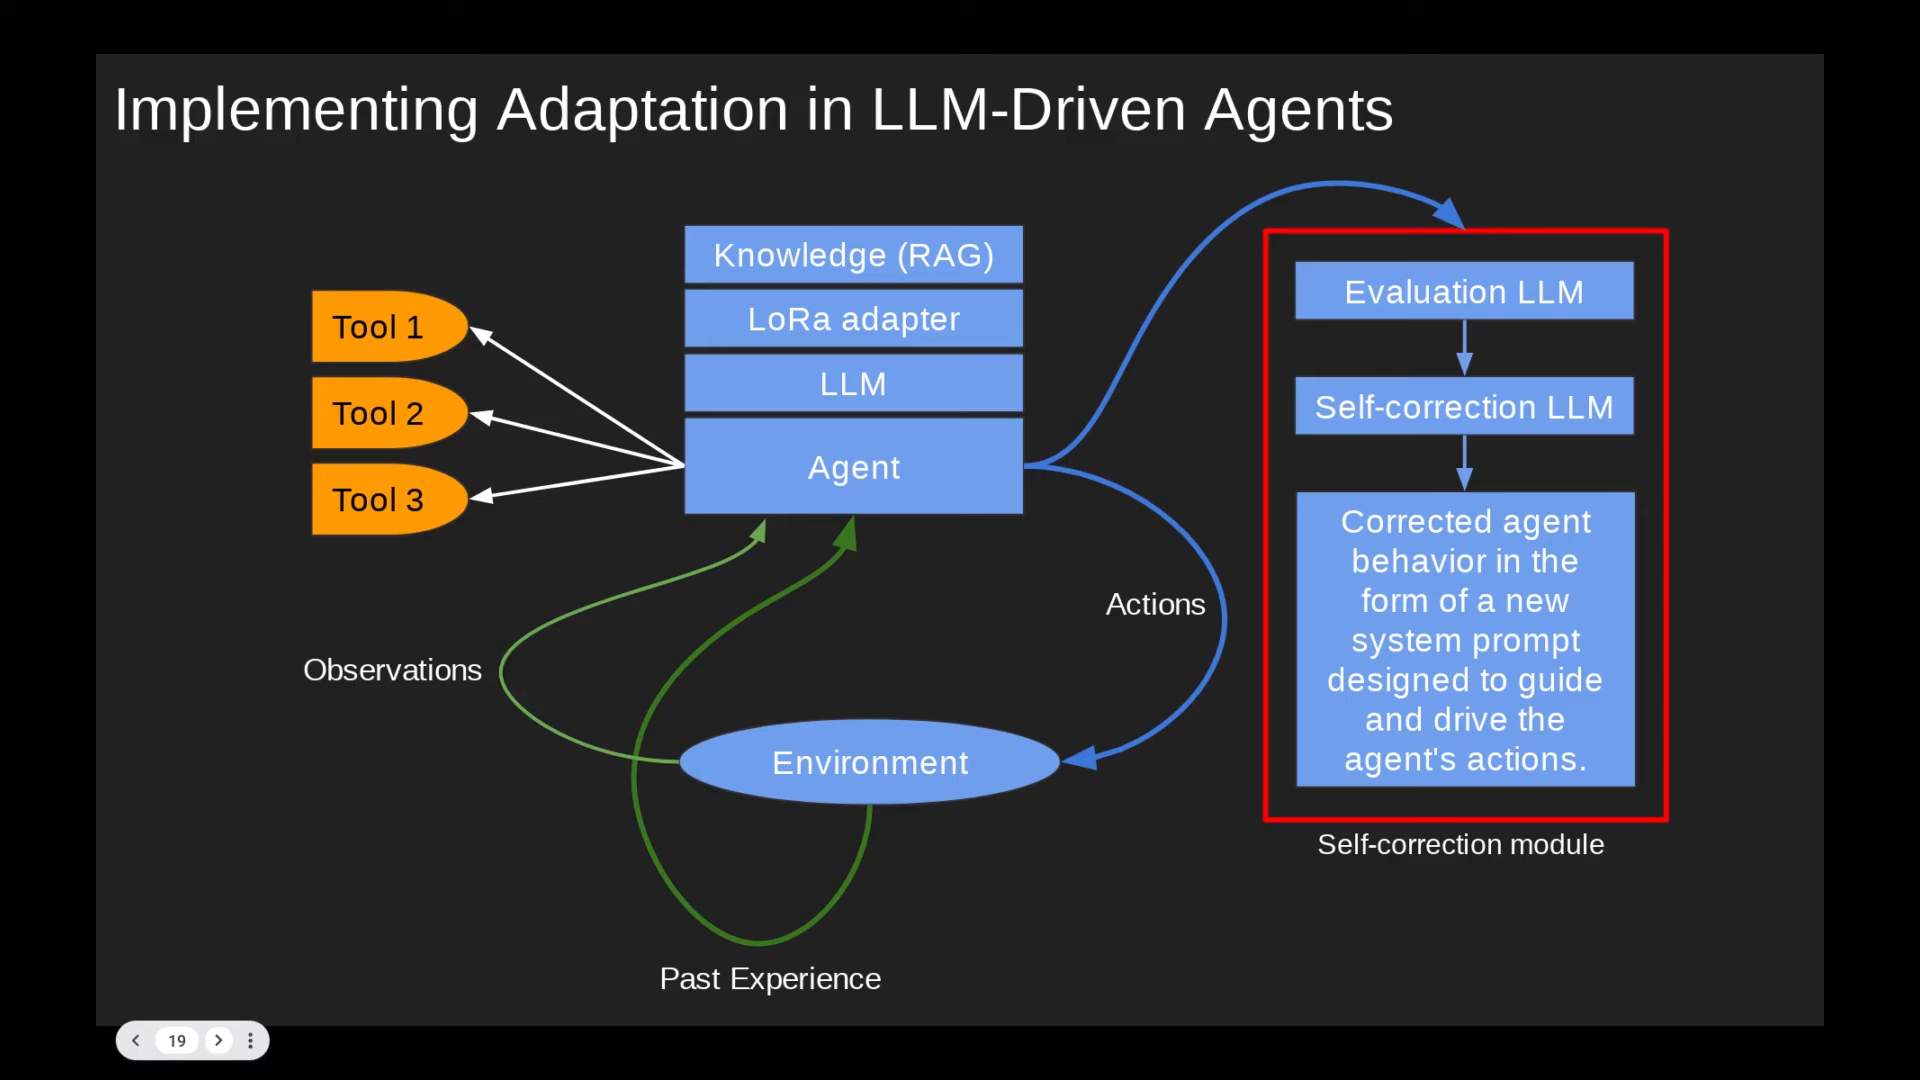 Implementing Adaptation in LLM-Driven Agents
Knowledge (RAG)
LoRa adapter
LLM
Agent
Tool 1
Tool 2
Tool 3
Observations
Environment
Past Experience
Actions
Evaluation LLM
Self-correction LLM
Corrected agent
behavior in the
form of a new
system prompt
designed to guide
and drive the
agent's actions.
Self-correction module
19